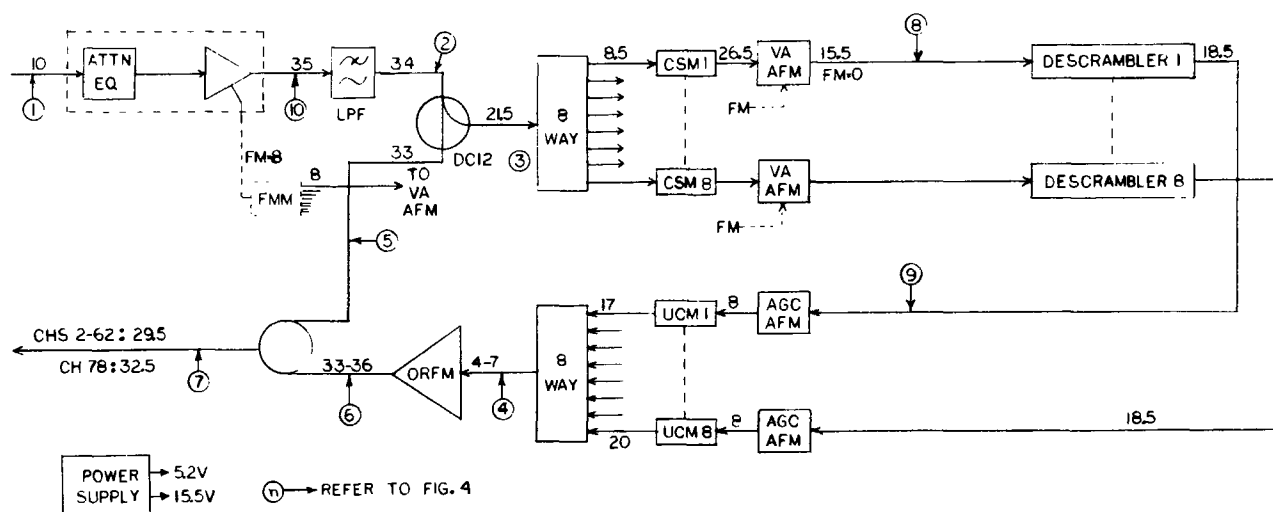 10
ATTN
EQ
35
34
LPF
1
10
2
FM=8
8
FMM
33
TO
VA
AFM
DC12
21.5
3
8
WAY
8.5
CSM 1
26.5
VA
AFM
15.5
FM=0
FM
8
DESCRAMBLER 1
18.5
CSM 8
VA
AFM
FM
DESCRAMBLER 8
5
CHS 2-62: 29.5
CH 78: 32.5
7
33-36
6
ORFM
4-7
4
8
WAY
17
UCM 1
8
AGC
AFM
9
20
UCM 8
8
AGC
AFM
18.5
POWER
SUPPLY
5.2V
15.5V
n REFER TO FIG. 4